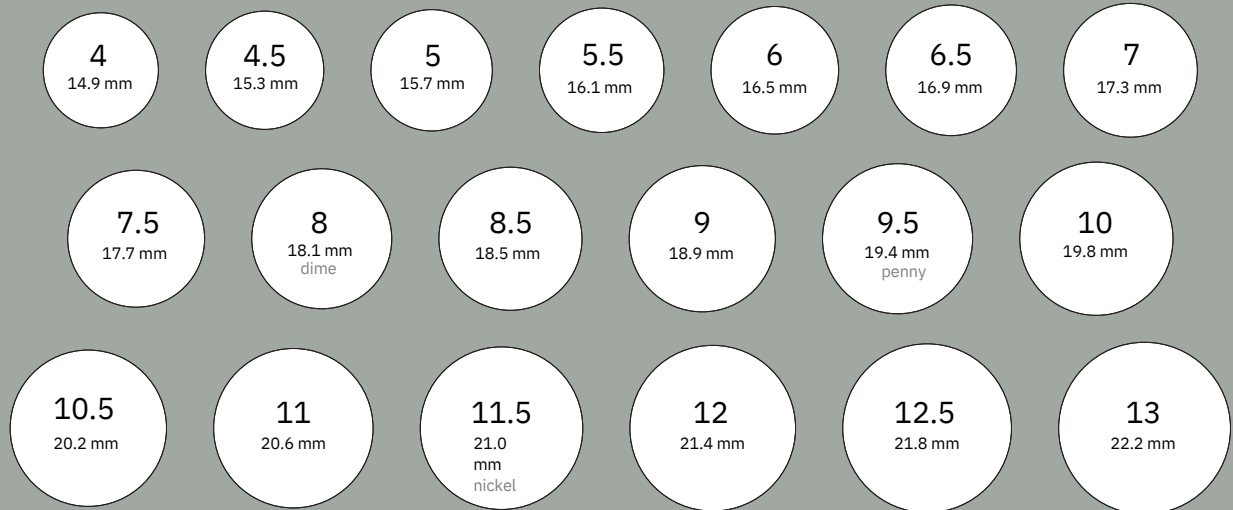 4
14.9 mm
4.5
15.3 mm
5
15.7 mm
5.5
16.1 mm
6
16.5 mm
6.5
16.9 mm
7
17.3 mm
7.5
17.7 mm
8
18.1 mm
dime
8.5
18.5 mm
9
18.9 mm
9.5
19.4 mm
penny
10
19.8 mm
10.5
20.2 mm
11
20.6 mm
11.5
21.0
mm
nickel
12
21.4 mm
12.5
21.8 mm
13
22.2 mm